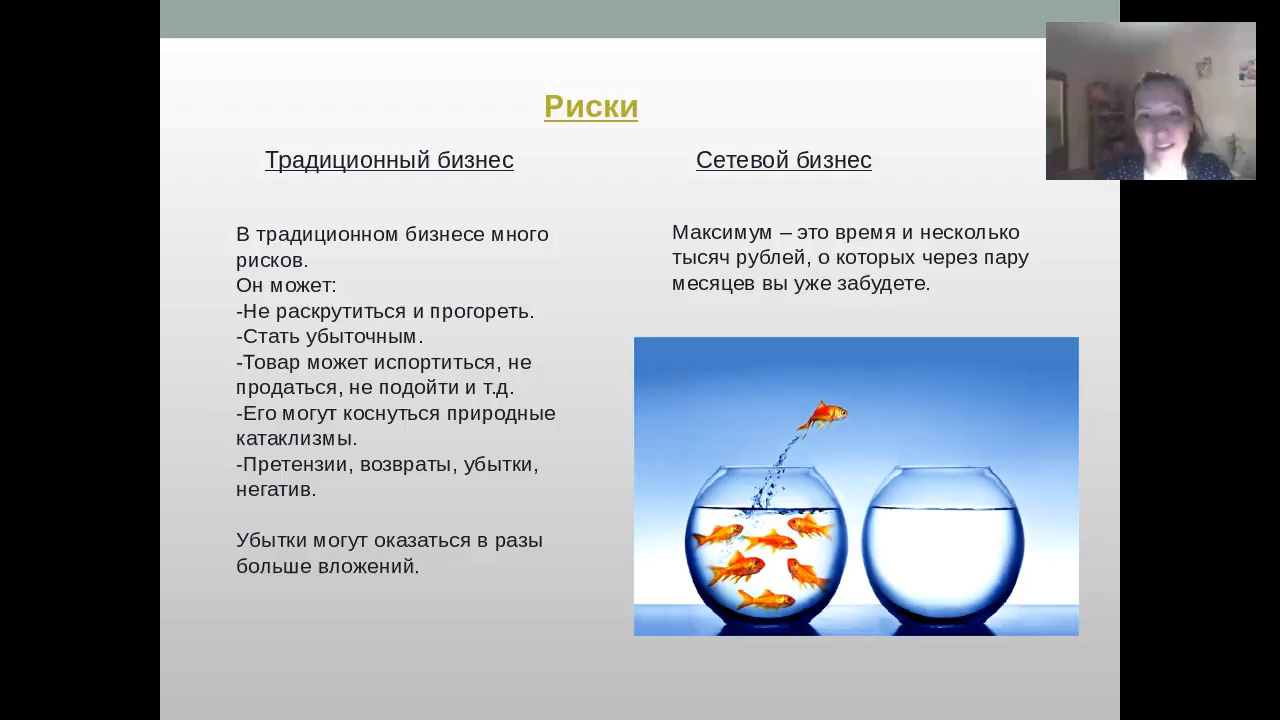 Риски
Традиционный бизнес
В традиционном бизнесе много
рисков.
Он может:
-Не раскрутиться и прогореть.
-Стать убыточным.
-Товар может испортиться, не
продаться, не подойти и т.д.
-Его могут коснуться природные
катаклизмы.
-Претензии, возвраты, убытки,
негатив.
Убытки могут оказаться в разы
больше вложений.
Сетевой бизнес
Максимум – это время и несколько
тысяч рублей, о которых через пару
месяцев вы уже забудете.